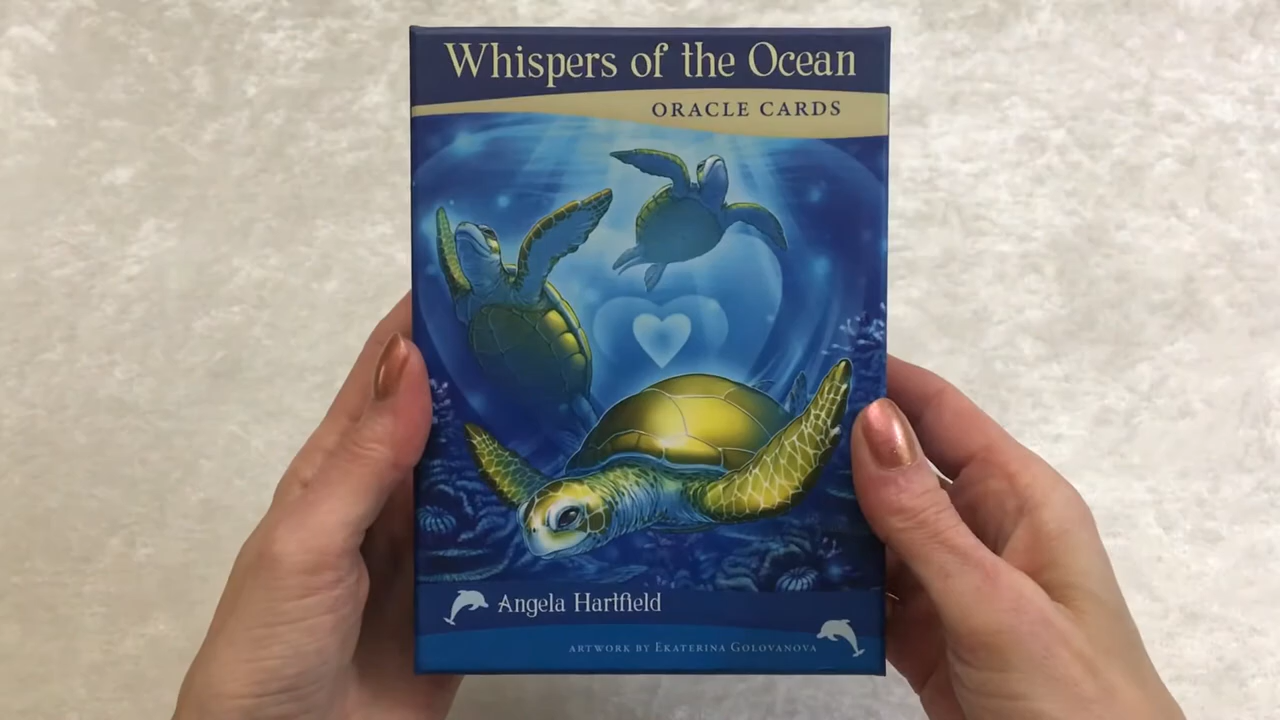 Whispers of the Ocean
ORACLE CARDS
Angela Hartfield
ARTWORK BY EKATERINA GOLOVANOVA